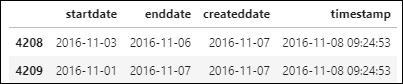 startdate enddate createddate timestamp
4208 2016-11-03 2016-11-06 2016-11-07 2016-11-08 09:24:53
4209 2016-11-01 2016-11-07 2016-11-07 2016-11-08 09:24:53